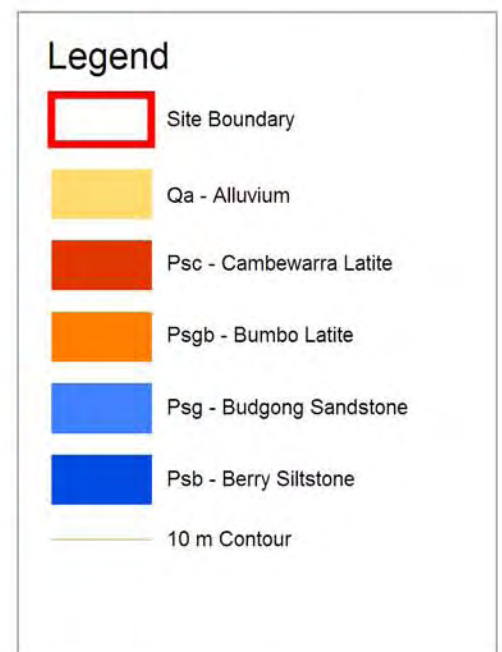 Legend
Site Boundary
Qa - Alluvium
Psc - Cambewarra Latite
Psgb - Bumbo Latite
Psg - Budgong Sandstone
Psb - Berry Siltstone
10 m Contour